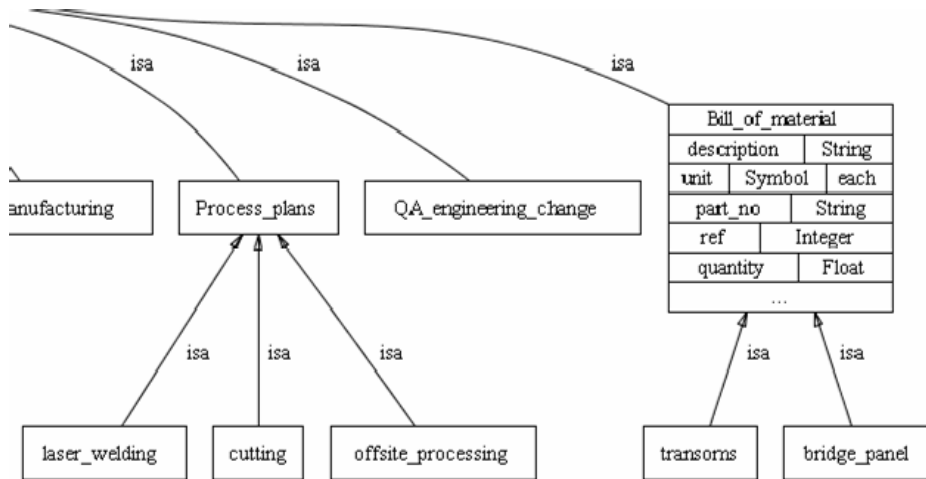 isa
isa
isa
Bill_of_material
description String
unit Symbol each
part_no String
ref Integer
quantity Float
...
anufacturing
Process_plans
QA_engineering_change
isa
isa
isa
isa
isa
laser_welding
cutting
offsite_processing
transoms
bridge_panel